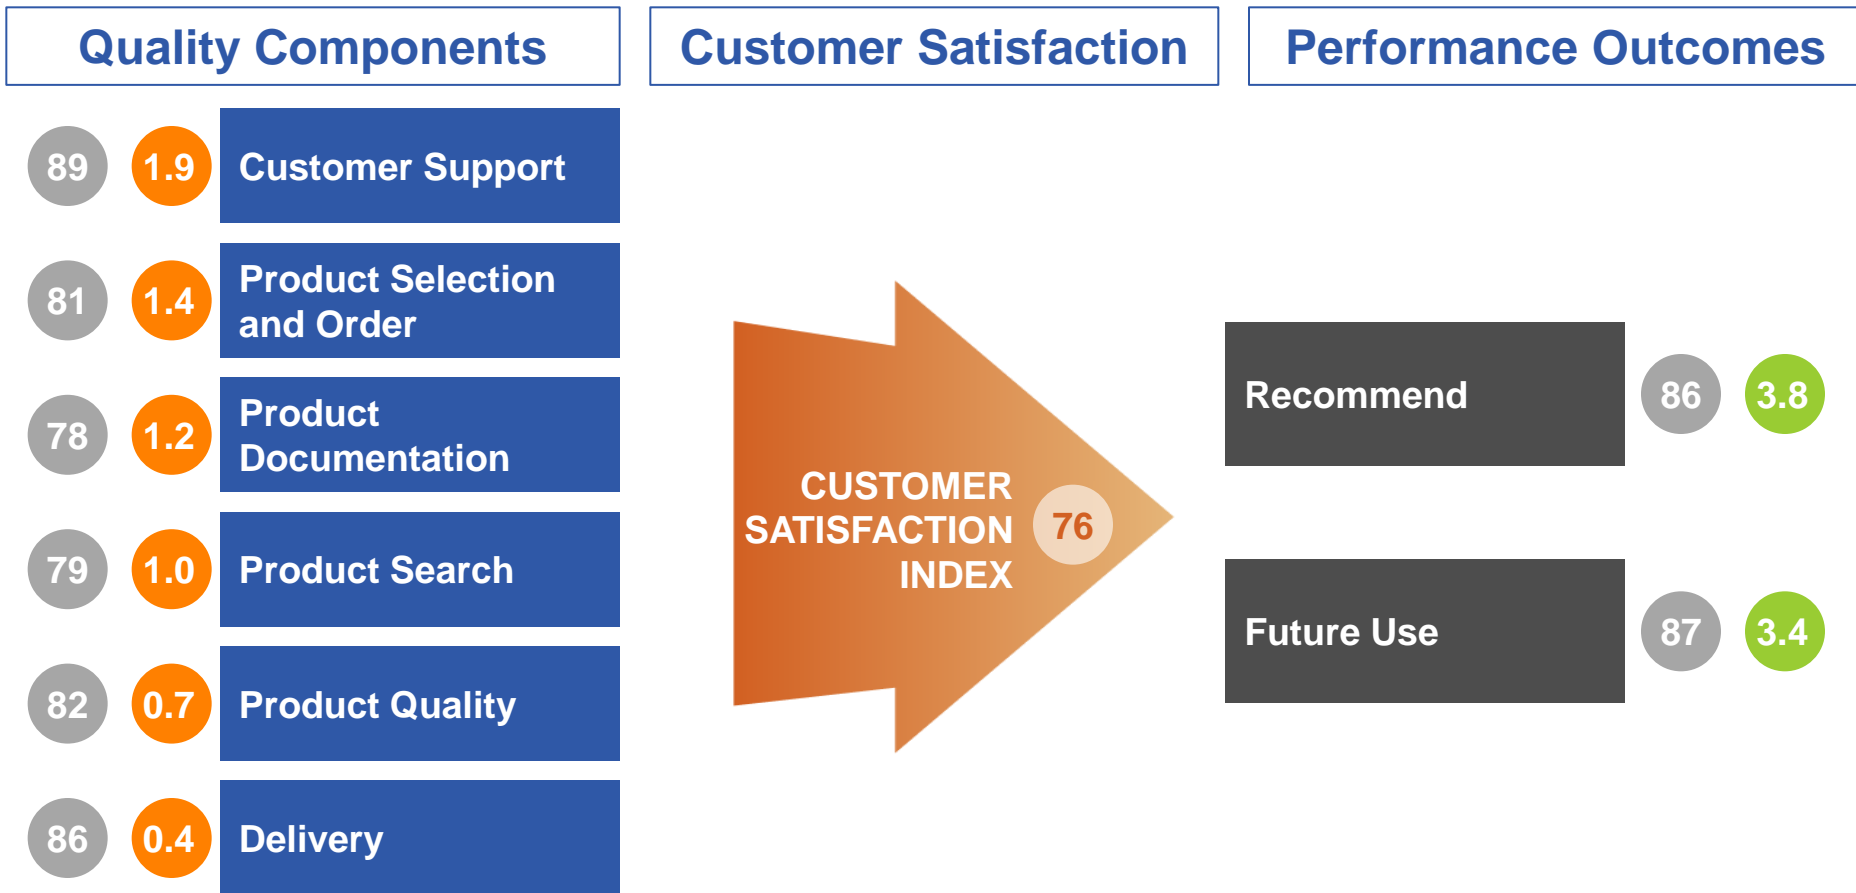 Quality Components
Customer Satisfaction
Performance Outcomes
89 1.9 Customer Support
81 1.4 Product Selection
and Order
78 1.2 Product
Documentation
79 1.0 Product Search
82 0.7 Product Quality
86 0.4 Delivery
CUSTOMER
SATISFACTION
INDEX
76
Recommend 86 3.8
Future Use 87 3.4